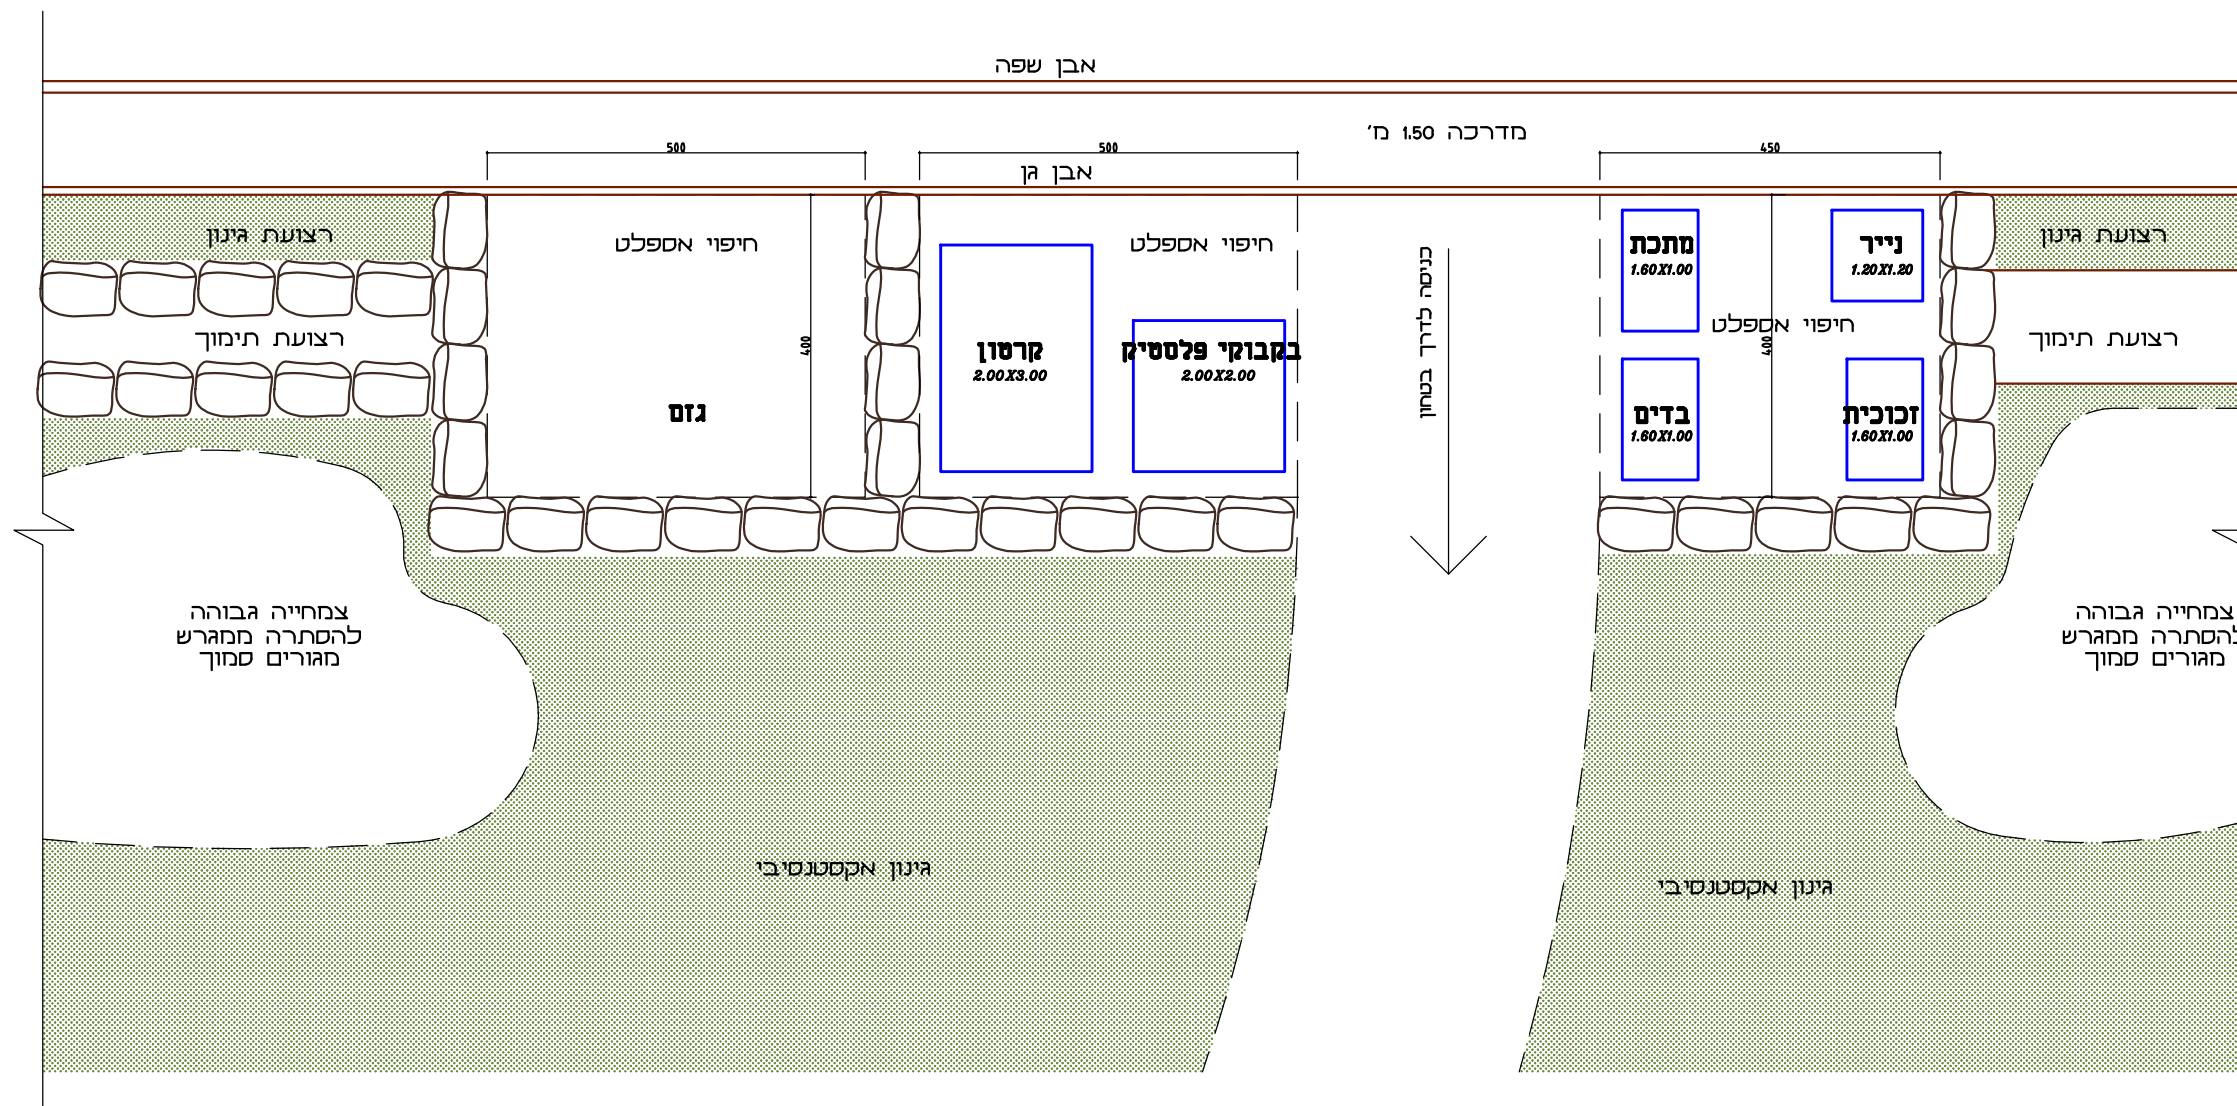 אבן שפה
מדרכה 1.50 מ'
500
500
450
אבן גן
רצועת גינון
חיפוי אספלט
חיפוי אספלט
מתכת
1.60X1.00
נייר
1.20X1.20
רצועת גינון
רצועת תימוך
400
קרטון
2.00X3.00
בקבוקי פלסטיק
2.00X2.00
כניסה לדרך בטחון
חיפוי אספלט
400
רצועת תימוך
גזם
בדים
1.60X1.00
זכוכית
1.60X1.00
צמחייה גבוהה
להסתרה ממגרש
מגורים סמוך
צמחייה גבוהה
להסתרה ממגרש
מגורים סמוך
גינון אקסטנסיבי
גינון אקסטנסיבי